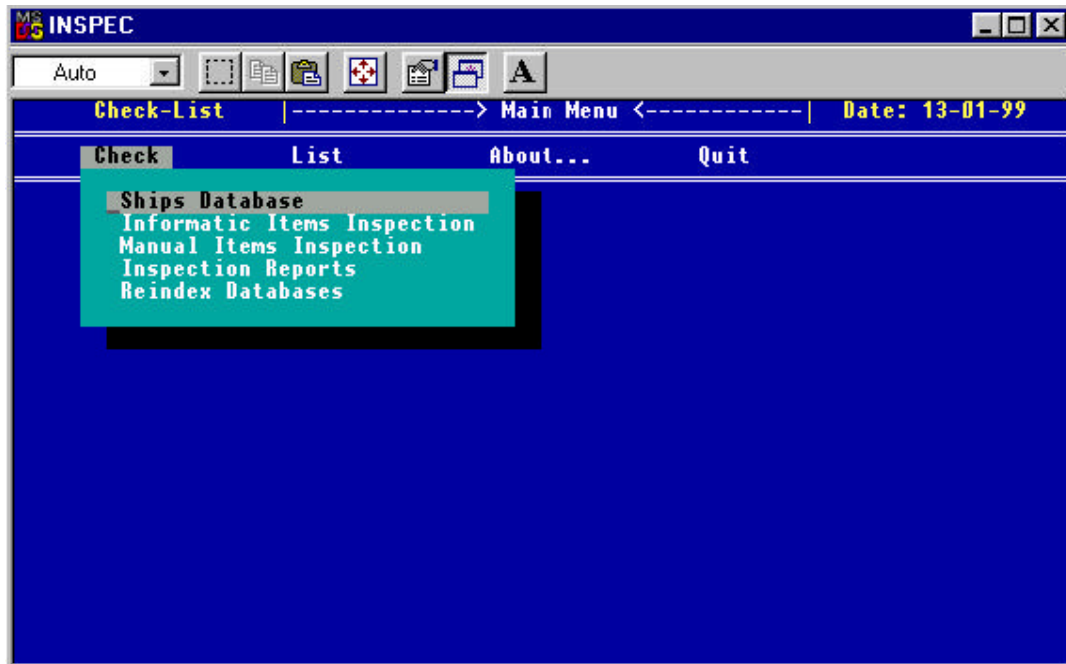 INSPEC
Auto
A
Check-List |--------------> Main Menu <------------| Date: 13-01-99
Check List About... Quit
Ships Database
Informatic Items Inspection
Manual Items Inspection
Inspection Reports
Reindex Databases